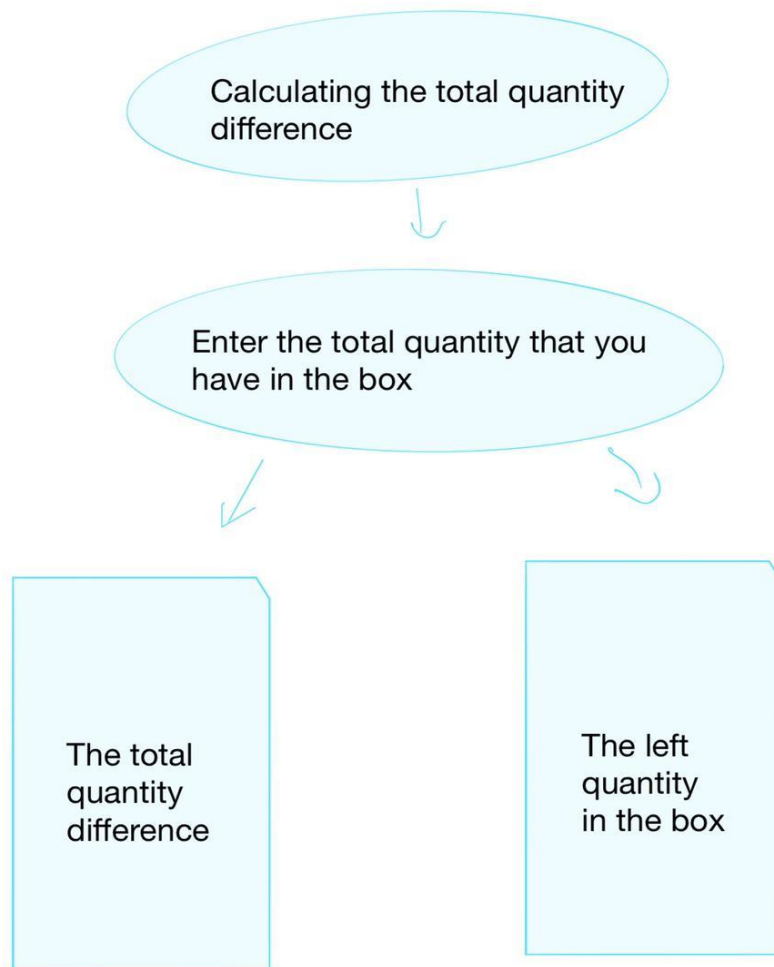 Calculating the total quantity
difference
Enter the total quantity that you
have in the box
The total
quantity
difference
The left
quantity
in the box